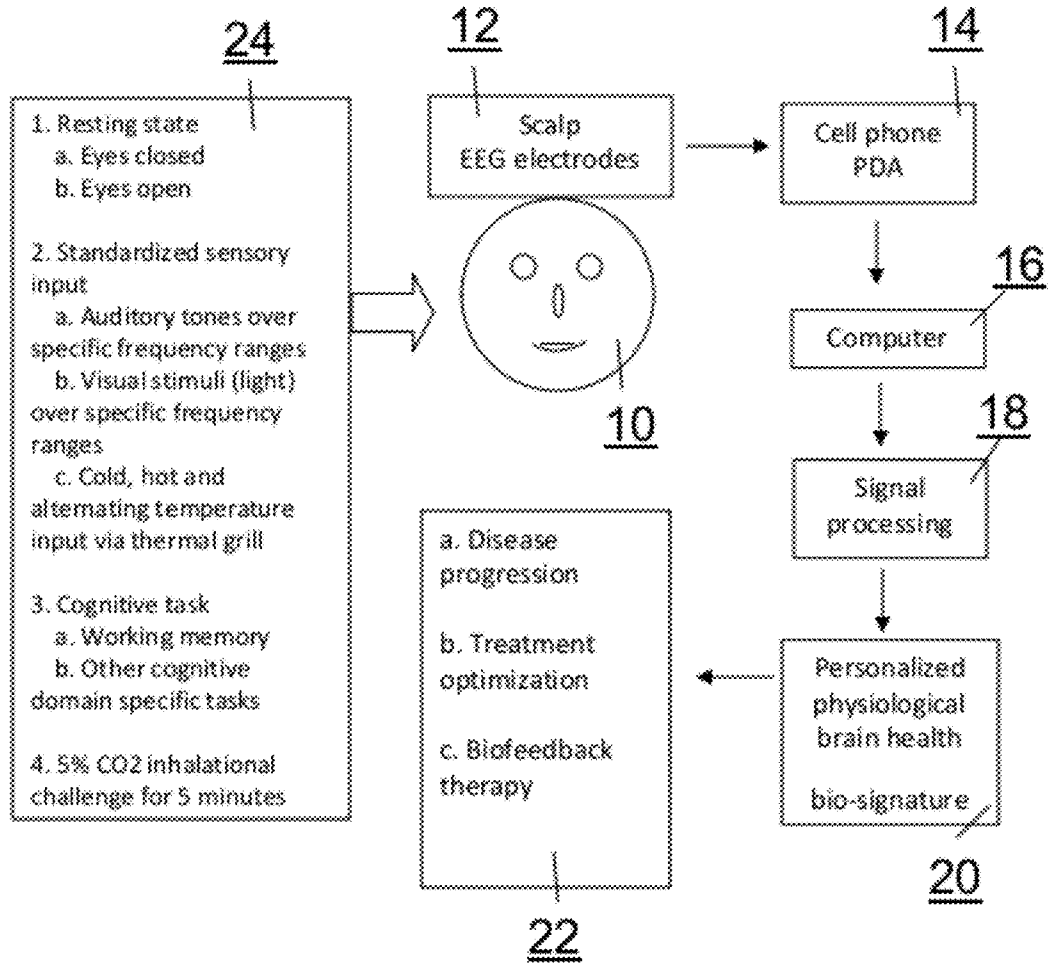 24
1. Resting state
a. Eyes closed
b. Eyes open
2. Standardized sensory
input
a. Auditory tones over
specific frequency ranges
b. Visual stimuli (light)
over specific frequency
ranges
c. Cold, hot and
alternating temperature
input via thermal grill
3. Cognitive task
a. Working memory
b. Other cognitive
domain specific tasks
4. 5% CO2 inhalational
challenge for 5 minutes
12
Scalp
EEG electrodes
10
14
Cell phone
PDA
16
Computer
18
Signal
processing
Personalized
physiological
brain health
bio-signature
20
a. Disease
progression
b. Treatment
optimization
c. Biofeedback
therapy
22